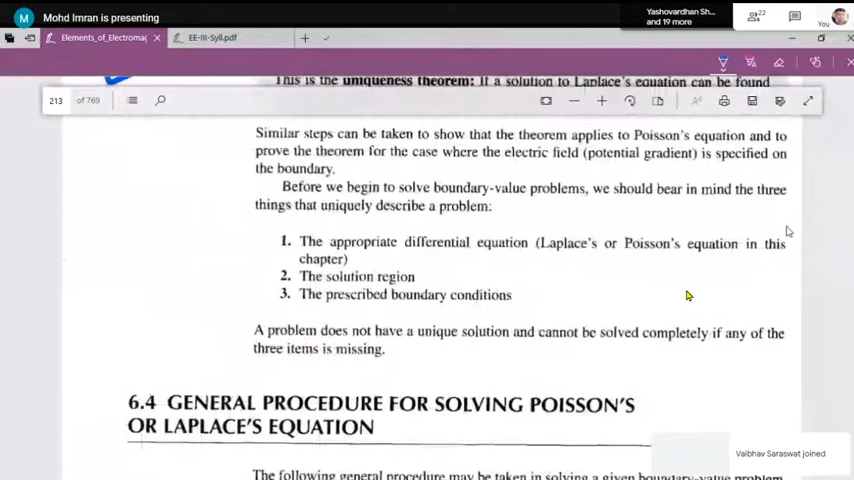 M Mohd Imran is presenting
Yashovardhan Sh...
and 19 more
22
You
Elements_of_Electromag
EE-III-Syll.pdf
This is the uniqueness theorem: If a solution to Laplace's equation can be found
213 of 769
Similar steps can be taken to show that the theorem applies to Poisson's equation and to
prove the theorem for the case where the electric field (potential gradient) is specified on
the boundary.
Before we begin to solve boundary-value problems, we should bear in mind the three
things that uniquely describe a problem:
1. The appropriate differential equation (Laplace's or Poisson's equation in this
chapter)
2. The solution region
3. The prescribed boundary conditions
A problem does not have a unique solution and cannot be solved completely if any of the
three items is missing.
6.4 GENERAL PROCEDURE FOR SOLVING POISSON'S
OR LAPLACE'S EQUATION
Vaibhav Saraswat joined
The following general procedure may be taken in solving a given boundary-value problem